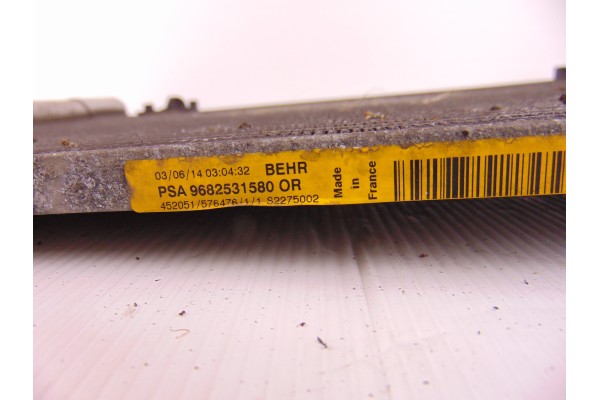 03/06/14 03:04:32 BEHR
PSA 9682531580 OR
452051/576476/1/1 S2275002
Made
in
France